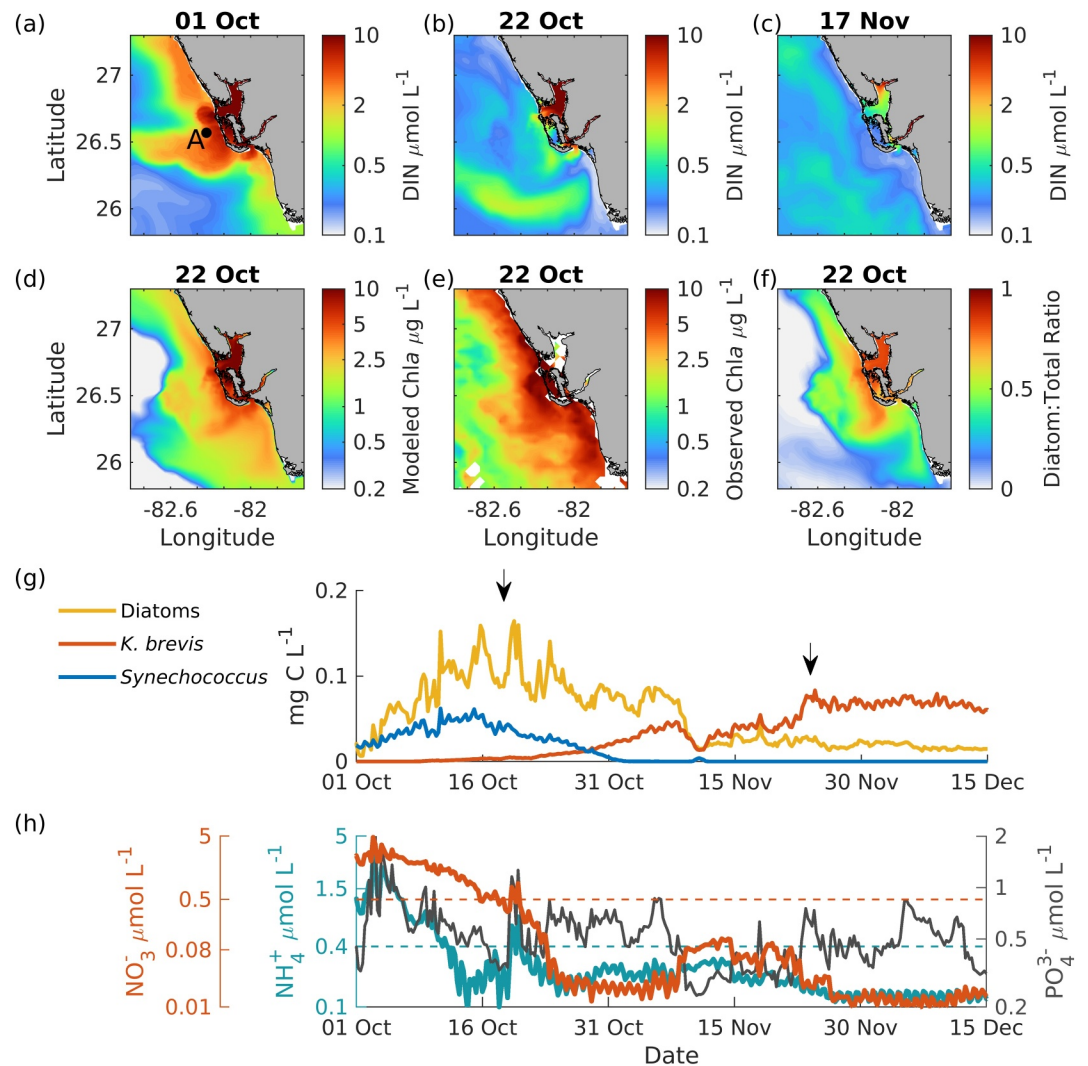 (a) 01 Oct (b) 22 Oct (c) 17 Nov
10 10 10
27
2 2 2
Latitude
26.5
A
0.5 0.5 0.5
26
0.1 0.1 0.1
DIN μmol L-1 DIN μmol L-1 DIN μmol L-1
(d) 22 Oct (e) 22 Oct (f) 22 Oct
10 10 1
27
5 5
2.5 2.5
Latitude
26.5
1 1 0.5
0.5 0.5
26
0.2 0.2 0
Modeled Chla μg L-1 Observed Chla μg L-1 Diatom:Total Ratio
-82.6 -82 -82.6 -82 -82.6 -82
Longitude Longitude Longitude
(g)
Diatoms
K. brevis
Synechococcus
mg C L-1
0.2
0.1
0
01 Oct 16 Oct 31 Oct 15 Nov 30 Nov 15 Dec
(h)
NO3- μmol L-1
5
0.5
0.08
0.01
NH4+ μmol L-1
5
1.5
0.4
0.1
PO43- μmol L-1
2
1
0.5
0.2
01 Oct 16 Oct 31 Oct 15 Nov 30 Nov 15 Dec
Date